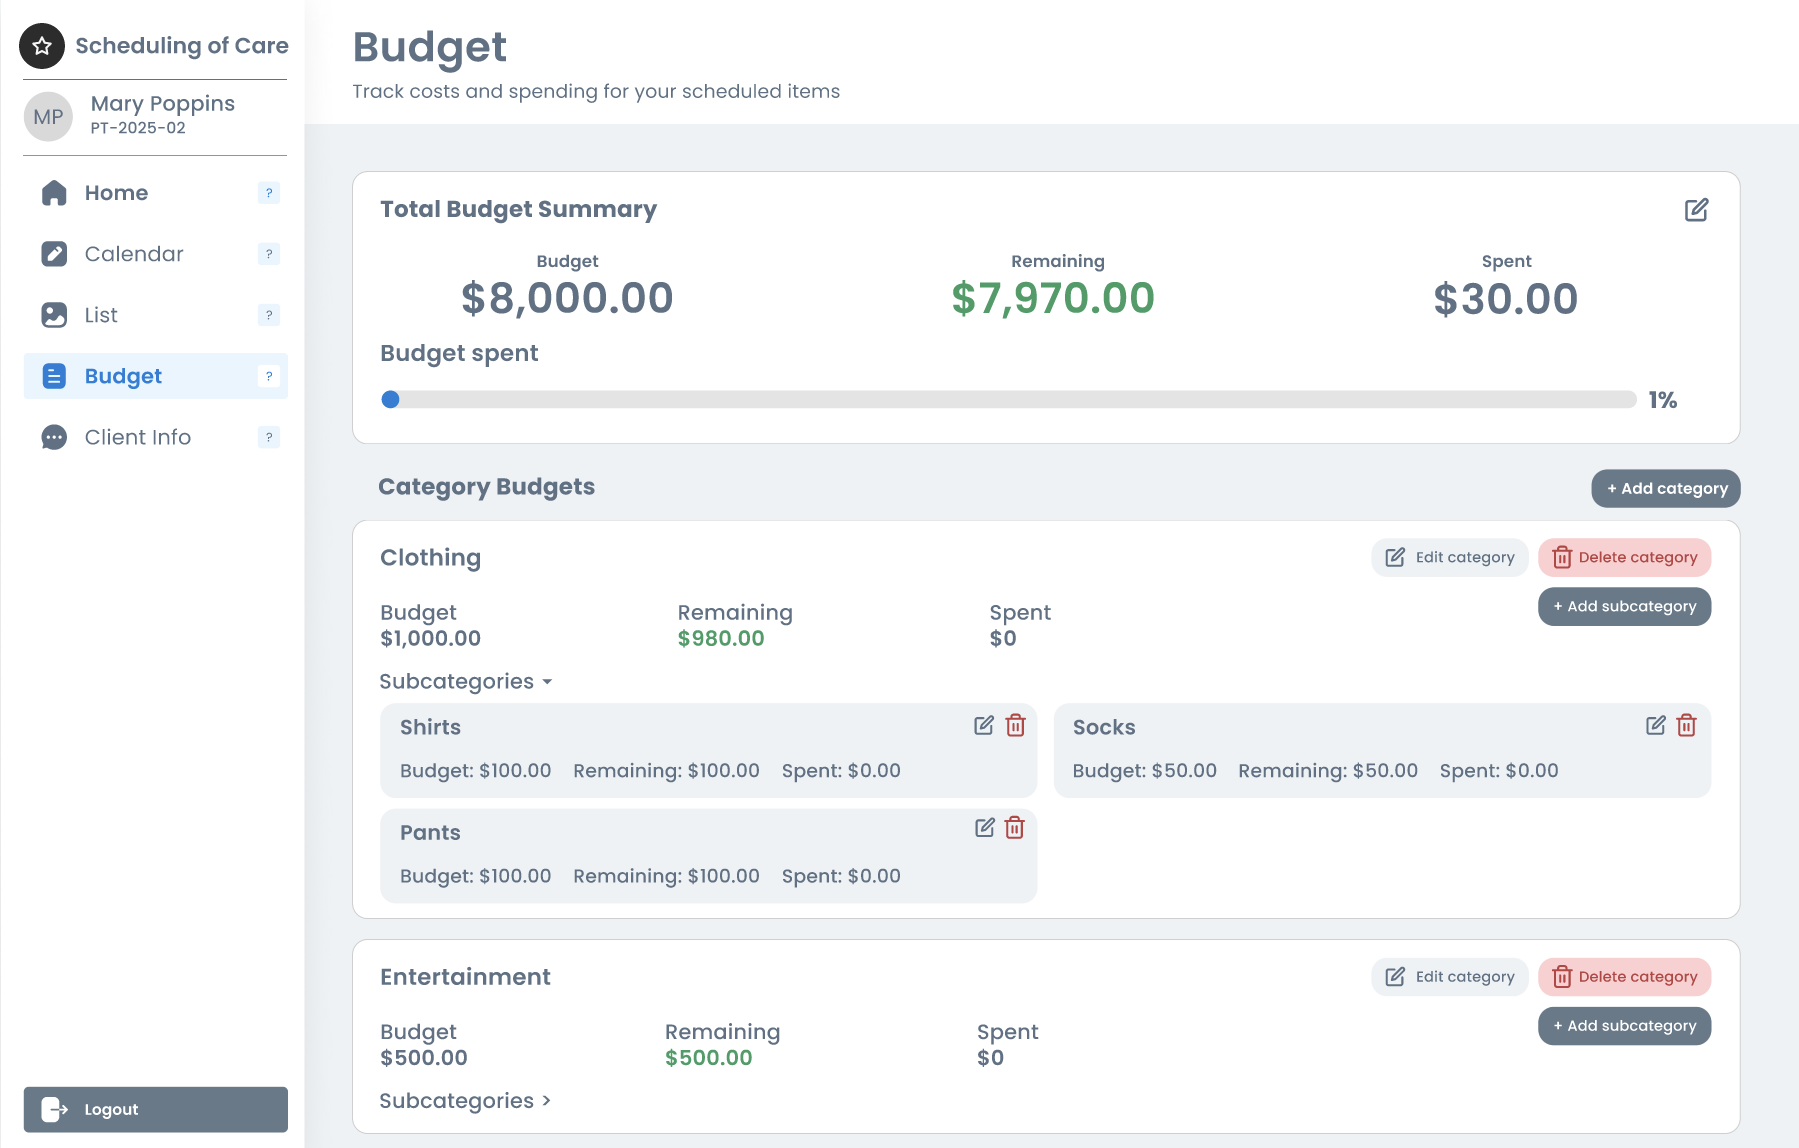 Scheduling of Care
MP
Mary Poppins
PT-2025-02
Home ?
Calendar ?
List ?
Budget ?
Client Info ?
Logout
Budget
Track costs and spending for your scheduled items
Total Budget Summary
Budget Remaining Spent
$8,000.00 $7,970.00 $30.00
Budget spent
1%
Category Budgets + Add category
Clothing Edit category Delete category
+ Add subcategory
Budget Remaining Spent
$1,000.00 $980.00 $0
Subcategories
Shirts
Budget: $100.00 Remaining: $100.00 Spent: $0.00
Socks
Budget: $50.00 Remaining: $50.00 Spent: $0.00
Pants
Budget: $100.00 Remaining: $100.00 Spent: $0.00
Entertainment Edit category Delete category
+ Add subcategory
Budget Remaining Spent
$500.00 $500.00 $0
Subcategories >